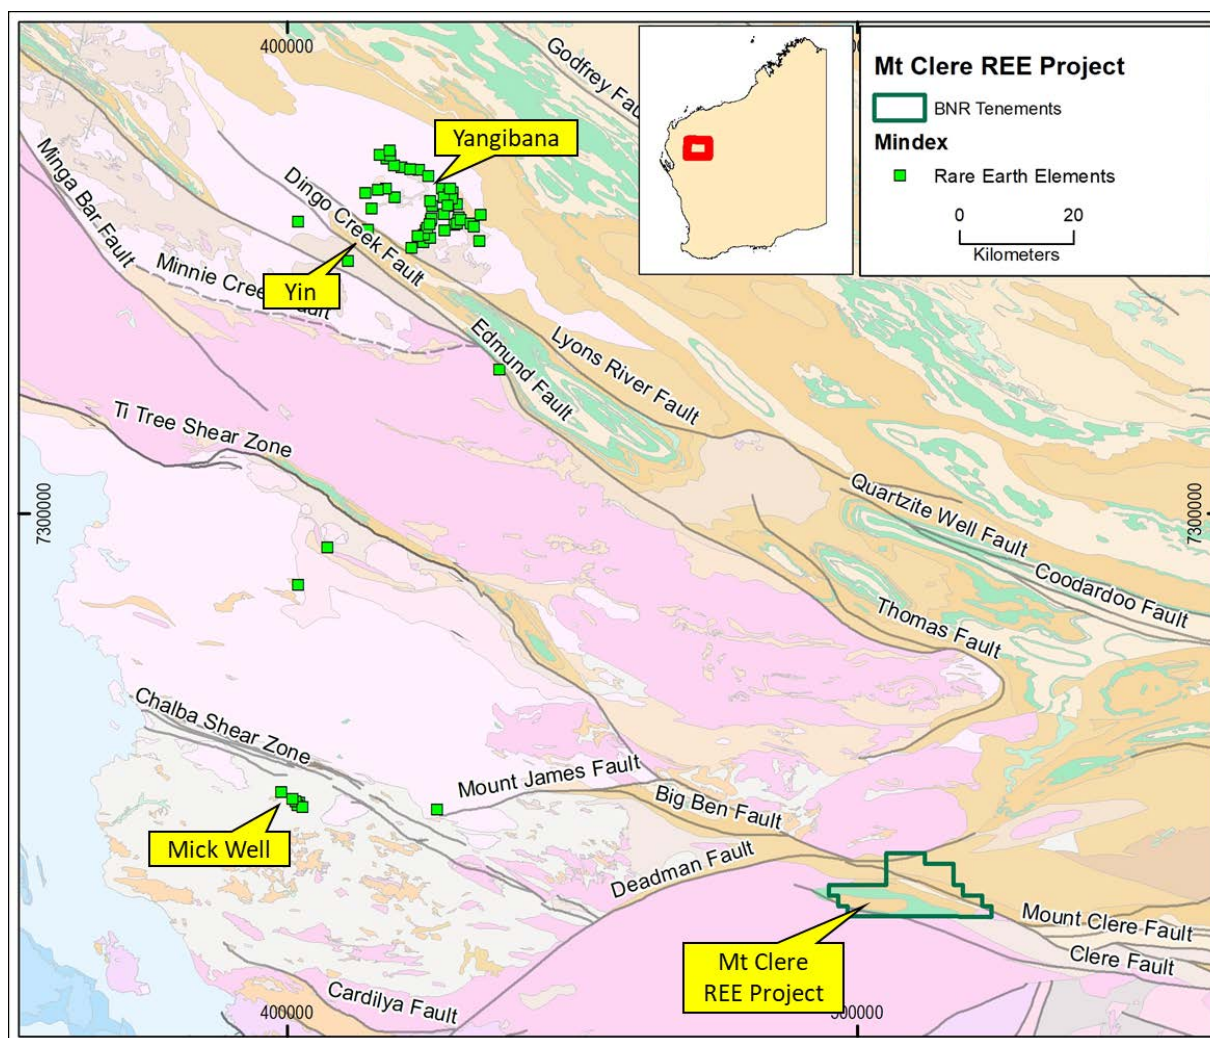 400000
Godfrey Fau
Mt Clere REE Project
BNR Tenements
Mindex
Rare Earth Elements
0
20
Kilometers
Yangibana
Minga Bar Fault
Dingo Creek Fault
Minnie Cree
ult
Yin
Edmund Fault
Lyons River Fault
Ti Tree Shear Zone
7300000
7300000
Quartzite Well Fault
Coodardoo Fault
Thomas Fault
Chalba Shear Zone
Mount James Fault
Big Ben Fault
Mick Well
Deadman Fault
Mount Clere Fault
Clere Fault
Mt Clere
REE Project
Cardilya Fault
400000